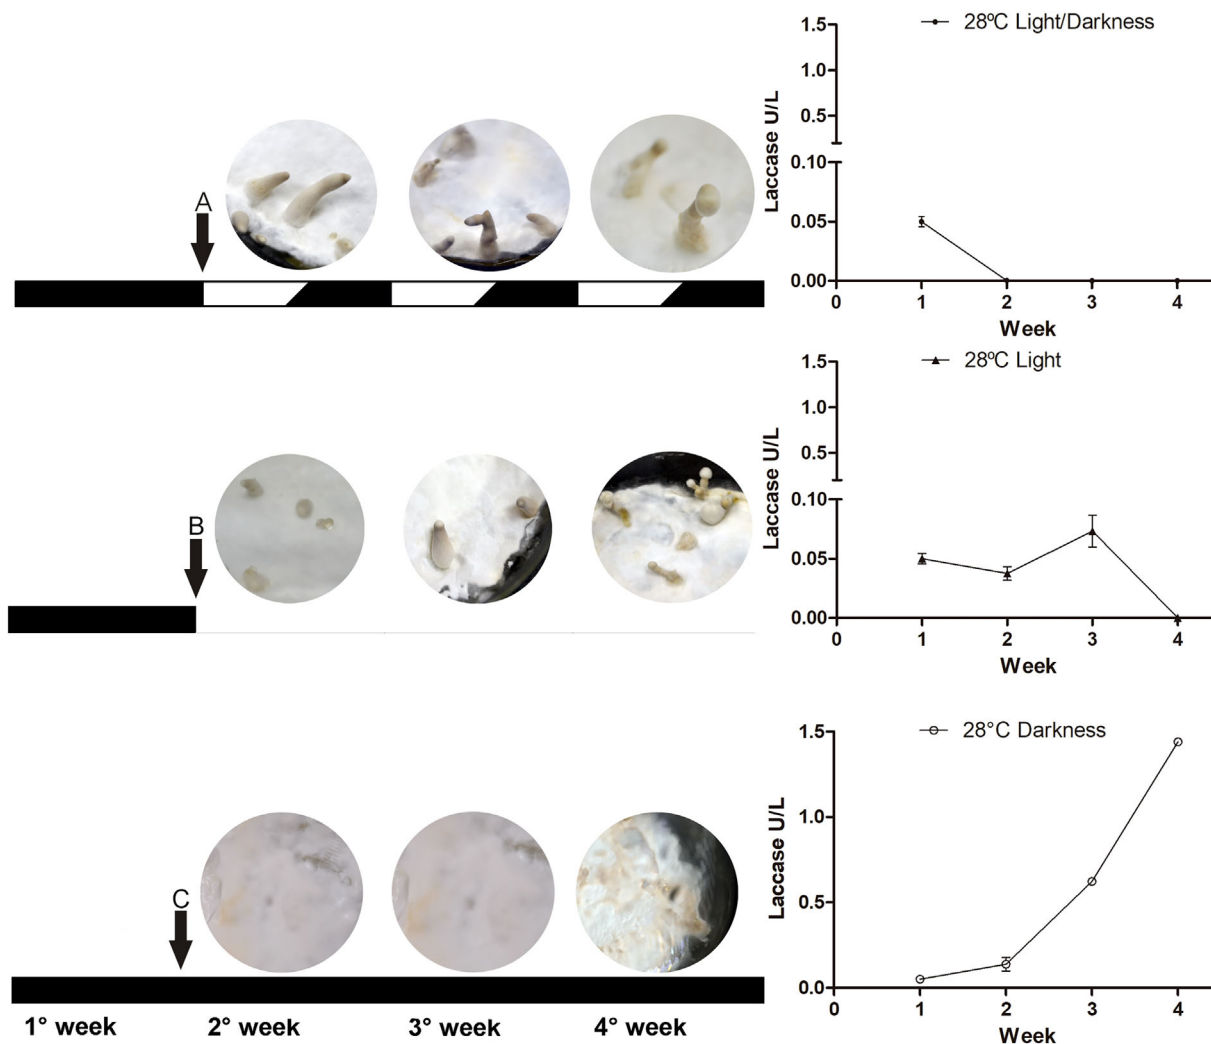 28ºC Light/Darkness
Laccase U/L
1.5
1.0
0.5
0.10
0.05
0.00
0 1 2 3 4
Week
A
28ºC Light
Laccase U/L
1.5
1.0
0.5
0.10
0.05
0.00
0 1 2 3 4
Week
B
28°C Darkness
Laccase U/L
1.5
1.0
0.5
0.0
0 1 2 3 4
Week
C
1° week 2° week 3° week 4° week